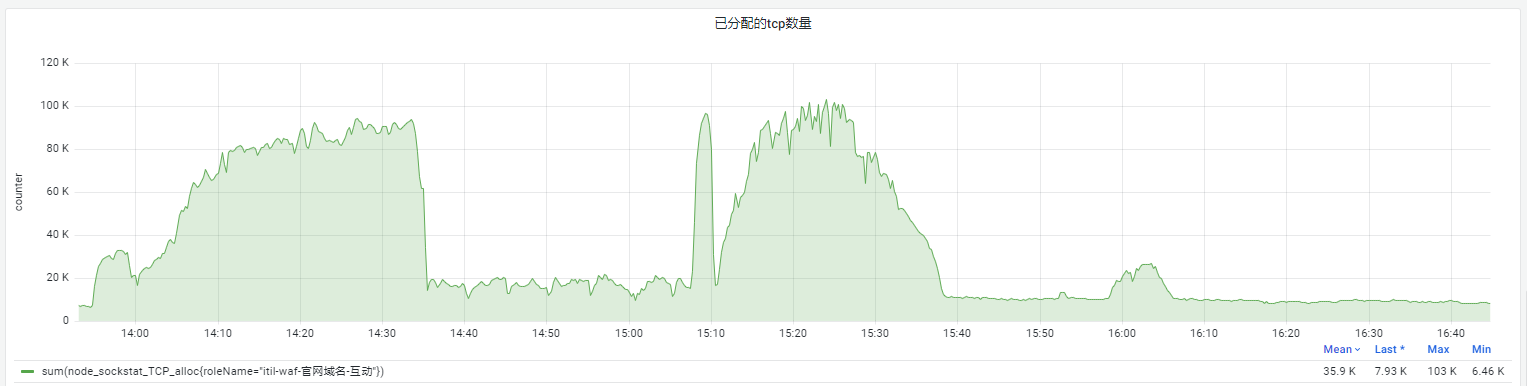 已分配的tcp数量
120 K
100 K
80 K
60 K
40 K
20 K
0
counter
14:00 14:10 14:20 14:30 14:40 14:50 15:00 15:10 15:20 15:30 15:40 15:50 16:00 16:10 16:20 16:30 16:40
Mean Last * Max Min
sum(node_sockstat_TCP_alloc{roleName="itil-waf-官网域名-互动"}) 35.9 K 7.93 K 103 K 6.46 K